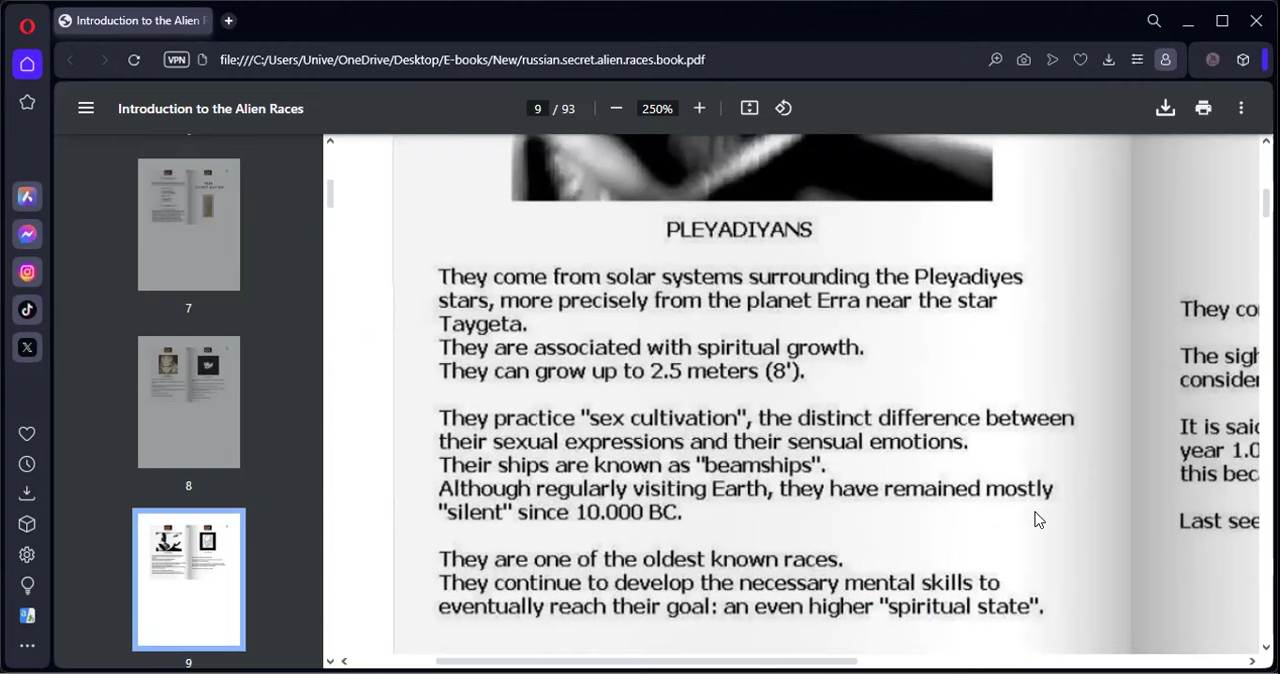 Introduction to the Alien R
VPN
file:///C:/Users/Unive/OneDrive/Desktop/E-books/New/russian.secret.alien.races.book.pdf
Introduction to the Alien Races
9 / 93
250%
7
8
9
PLEYADIYANS
They come from solar systems surrounding the Pleyadiyes
stars, more precisely from the planet Erra near the star
Taygeta.
They are associated with spiritual growth.
They can grow up to 2.5 meters (8').
They practice "sex cultivation", the distinct difference between
their sexual expressions and their sensual emotions.
Their ships are known as "beamships".
Although regularly visiting Earth, they have remained mostly
"silent" since 10.000 BC.
They are one of the oldest known races.
They continue to develop the necessary mental skills to
eventually reach their goal: an even higher "spiritual state".
They co
The sigh
consider
It is said
year 1.0
this bec
Last see